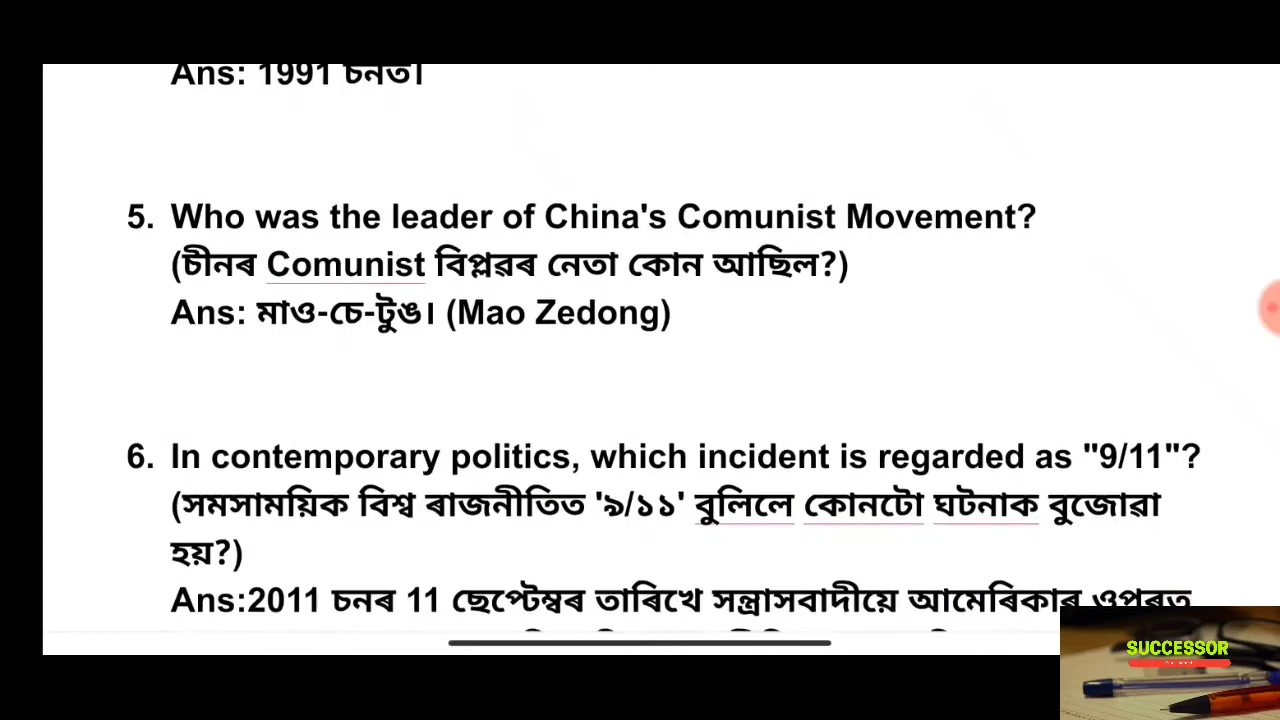 Ans: 1991 চনত।
5. Who was the leader of China's Comunist Movement?
(চীনৰ Comunist বিপ্লৱৰ নেতা কোন আছিল?)
Ans: মাও-চে-টুঙ। (Mao Zedong)
6. In contemporary politics, which incident is regarded as "9/11"?
(সমসাময়িক বিশ্ব ৰাজনীতিত '৯/১১' বুলিলে কোনটো ঘটনাক বুজোৱা
হয়?)
Ans:2011 চনৰ 11 ছেপ্টেম্বৰ তাৰিখে সন্ত্ৰাসবাদীয়ে আমেৰিকাৰ ওপৰত
SUCCESSOR